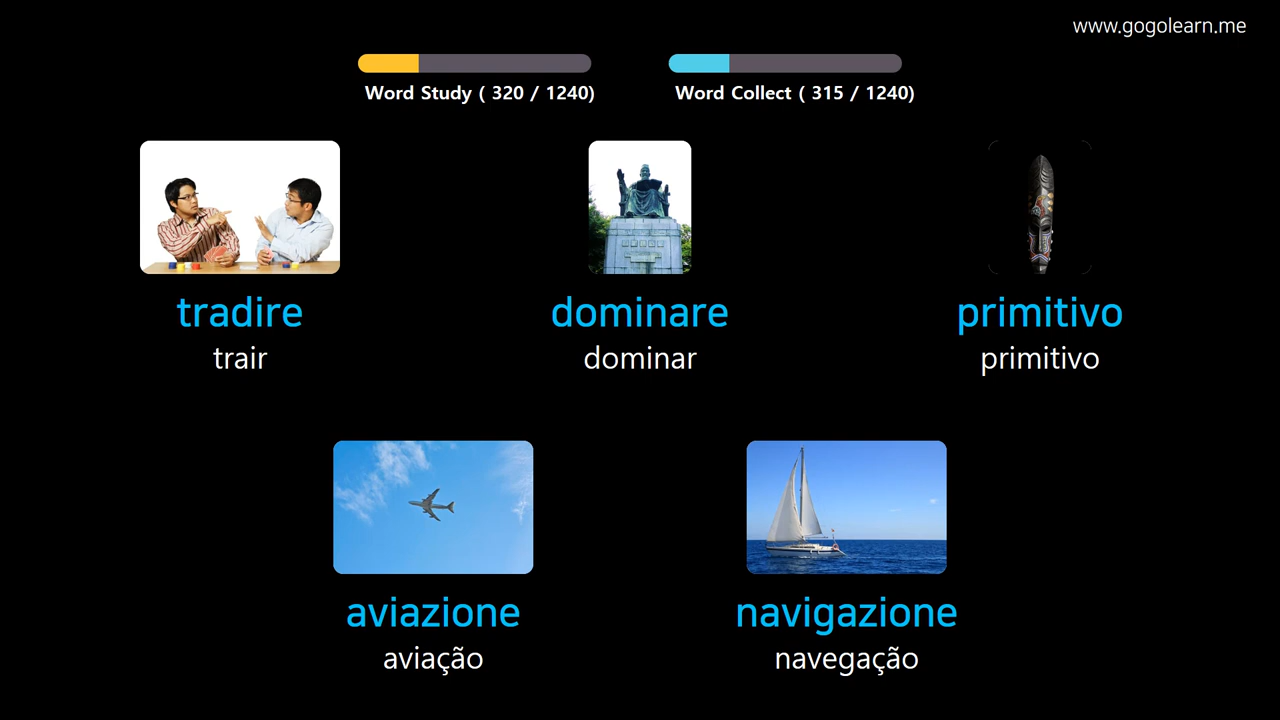 www.gogolearn.me
Word Study ( 320 / 1240)
Word Collect ( 315 / 1240)
tradire
trair
dominare
dominar
primitivo
primitivo
aviazione
aviação
navigazione
navegação